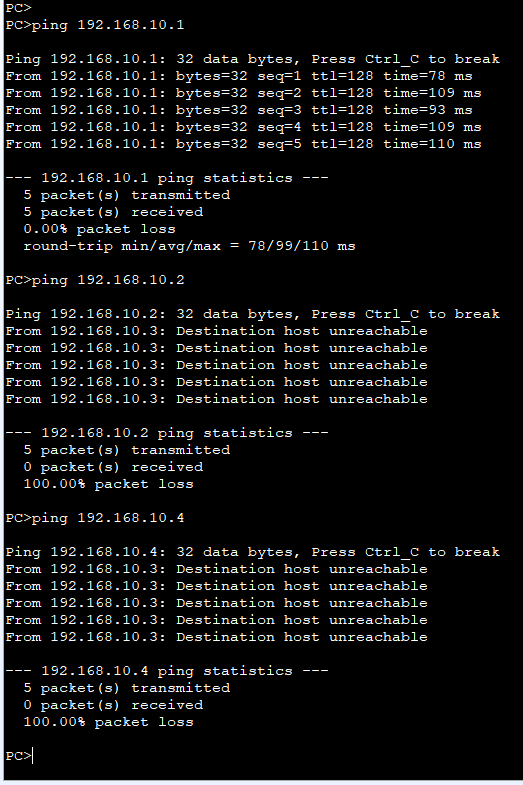 PC>
PC>ping 192.168.10.1
Ping 192.168.10.1: 32 data bytes, Press Ctrl_C to break
From 192.168.10.1: bytes=32 seq=1 ttl=128 time=78 ms
From 192.168.10.1: bytes=32 seq=2 ttl=128 time=109 ms
From 192.168.10.1: bytes=32 seq=3 ttl=128 time=93 ms
From 192.168.10.1: bytes=32 seq=4 ttl=128 time=109 ms
From 192.168.10.1: bytes=32 seq=5 ttl=128 time=110 ms
--- 192.168.10.1 ping statistics ---
5 packet(s) transmitted
5 packet(s) received
0.00% packet loss
round-trip min/avg/max = 78/99/110 ms
PC>ping 192.168.10.2
Ping 192.168.10.2: 32 data bytes, Press Ctrl_C to break
From 192.168.10.3: Destination host unreachable
From 192.168.10.3: Destination host unreachable
From 192.168.10.3: Destination host unreachable
From 192.168.10.3: Destination host unreachable
From 192.168.10.3: Destination host unreachable
--- 192.168.10.2 ping statistics ---
5 packet(s) transmitted
0 packet(s) received
100.00% packet loss
PC>ping 192.168.10.4
Ping 192.168.10.4: 32 data bytes, Press Ctrl_C to break
From 192.168.10.3: Destination host unreachable
From 192.168.10.3: Destination host unreachable
From 192.168.10.3: Destination host unreachable
From 192.168.10.3: Destination host unreachable
From 192.168.10.3: Destination host unreachable
--- 192.168.10.4 ping statistics ---
5 packet(s) transmitted
0 packet(s) received
100.00% packet loss
PC>